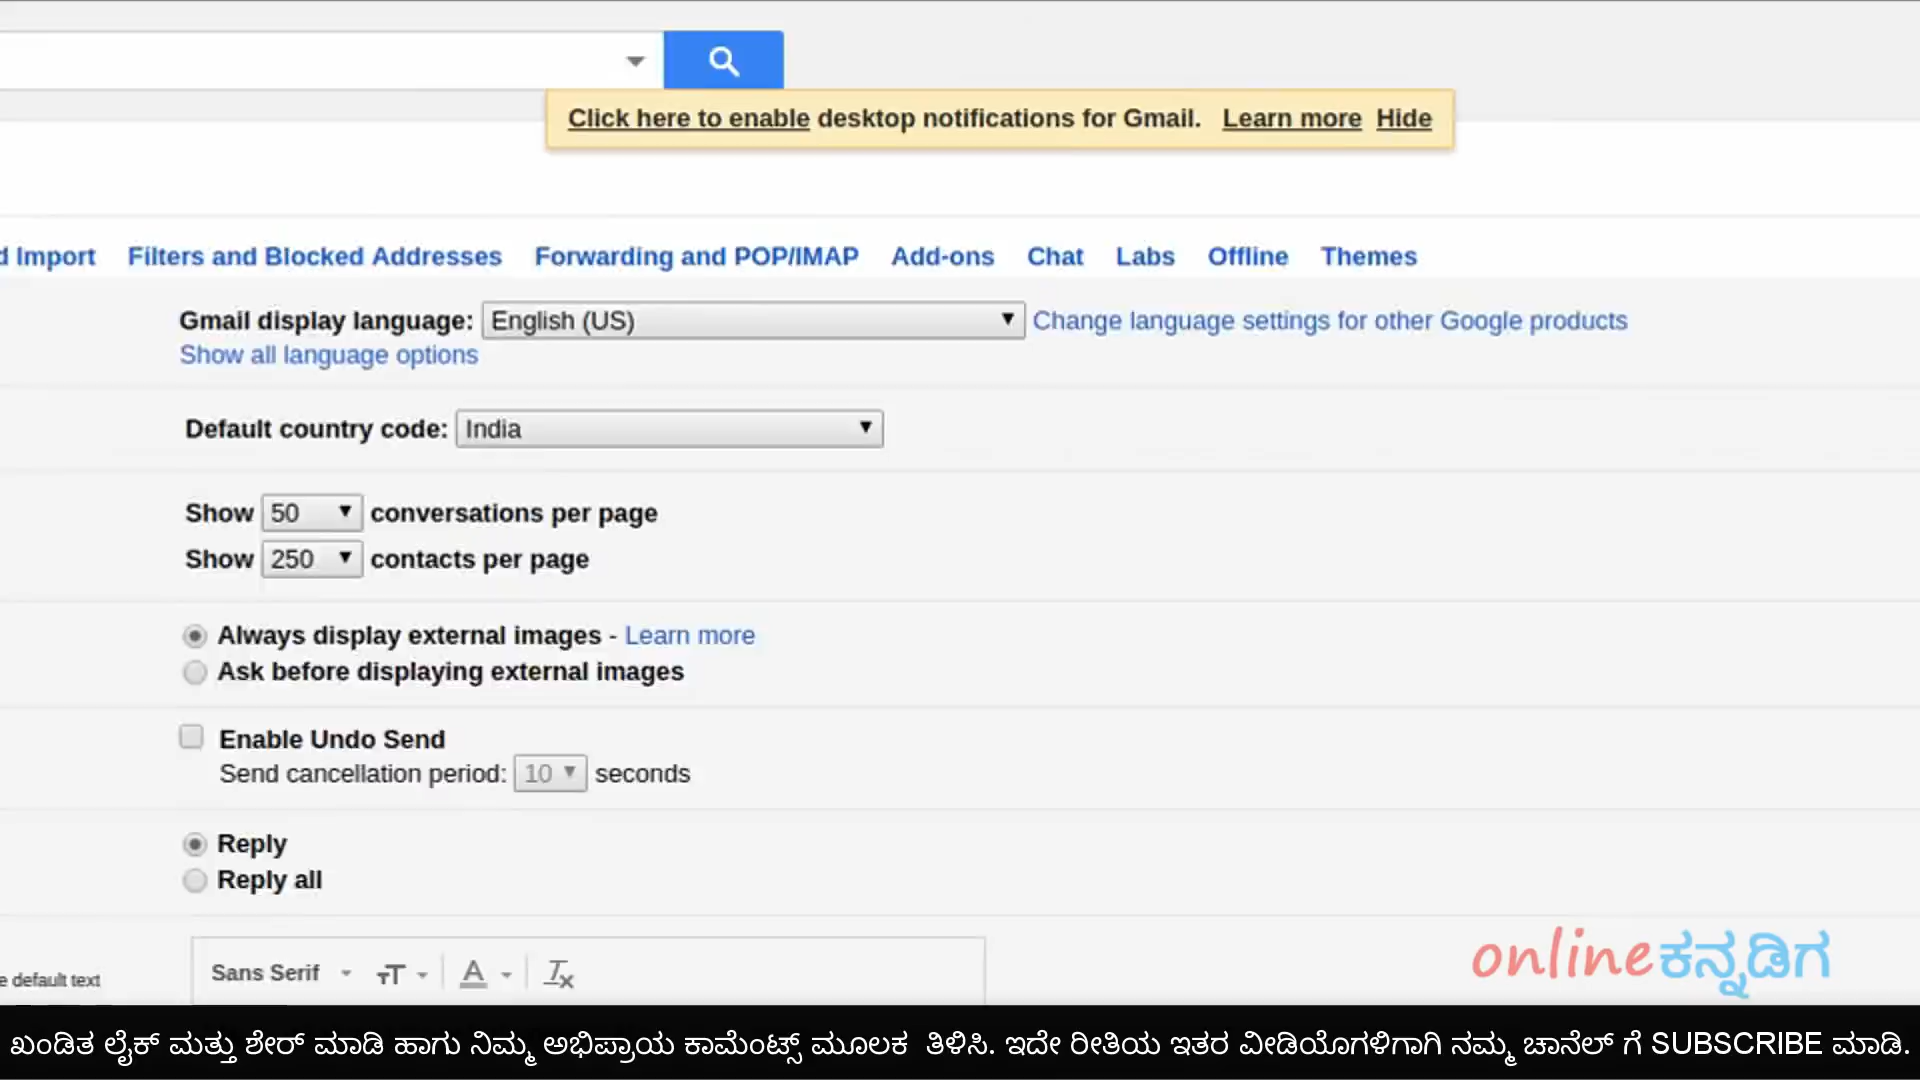 Click here to enable desktop notifications for Gmail. Learn more Hide
d Import Filters and Blocked Addresses Forwarding and POP/IMAP Add-ons Chat Labs Offline Themes
Gmail display language: English (US) Change language settings for other Google products
Show all language options
Default country code: India
Show 50 conversations per page
Show 250 contacts per page
Always display external images - Learn more
Ask before displaying external images
Enable Undo Send
Send cancellation period: 10 seconds
Reply
Reply all
Sans Serif
e default text
onlineಕನ್ನಡಿಗ
ಖಂಡಿತ ಲೈಕ್ ಮತ್ತು ಶೇರ್ ಮಾಡಿ ಹಾಗು ನಿಮ್ಮ ಅಭಿಪ್ರಾಯ ಕಾಮೆಂಟ್ಸ್ ಮೂಲಕ ತಿಳಿಸಿ. ಇದೇ ರೀತಿಯ ಇತರ ವೀಡಿಯೊಗಳಿಗಾಗಿ ನಮ್ಮ ಚಾನೆಲ್ ಗೆ SUBSCRIBE ಮಾಡಿ.